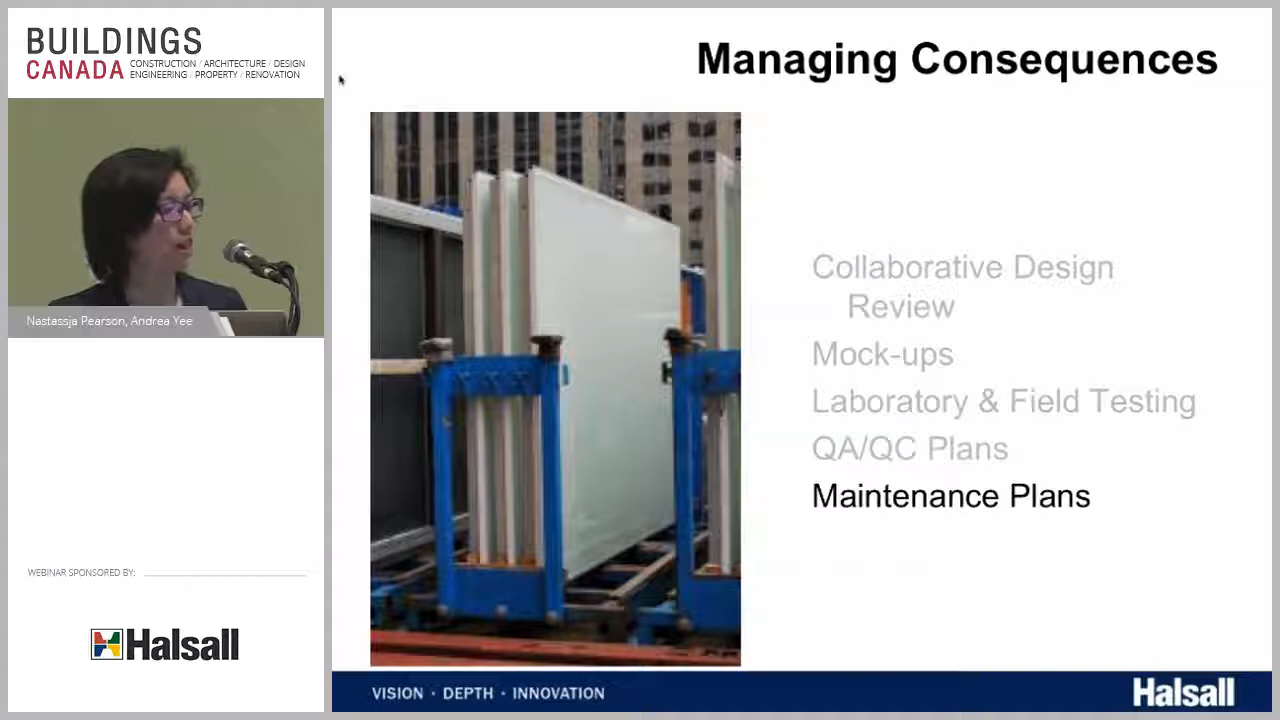 BUILDINGS
CANADA CONSTRUCTION / ARCHITECTURE / DESIGN
ENGINEERING / PROPERTY / RENOVATION
Nastassja Pearson, Andrea Yee
WEBINAR SPONSORED BY:
Halsall
Managing Consequences
Collaborative Design
Review
Mock-ups
Laboratory & Field Testing
QA/QC Plans
Maintenance Plans
VISION · DEPTH · INNOVATION
Halsall